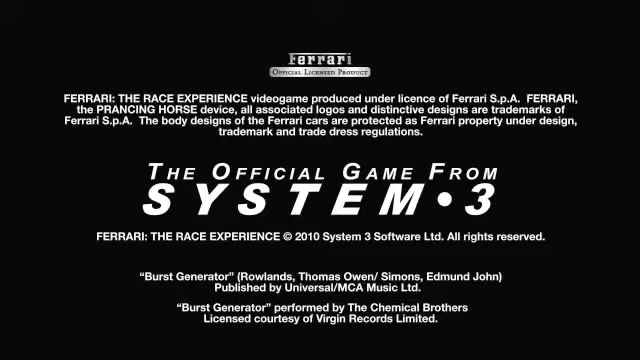 Ferrari
OFFICIAL LICENSED PRODUCT
FERRARI: THE RACE EXPERIENCE videogame produced under licence of Ferrari S.p.A. FERRARI,
the PRANCING HORSE device, all associated logos and distinctive designs are trademarks of
Ferrari S.p.A. The body designs of the Ferrari cars are protected as Ferrari property under design,
trademark and trade dress regulations.
THE OFFICIAL GAME FROM
SYSTEM•3
FERRARI: THE RACE EXPERIENCE © 2010 System 3 Software Ltd. All rights reserved.
“Burst Generator” (Rowlands, Thomas Owen/ Simons, Edmund John)
Published by Universal/MCA Music Ltd.
“Burst Generator” performed by The Chemical Brothers
Licensed courtesy of Virgin Records Limited.